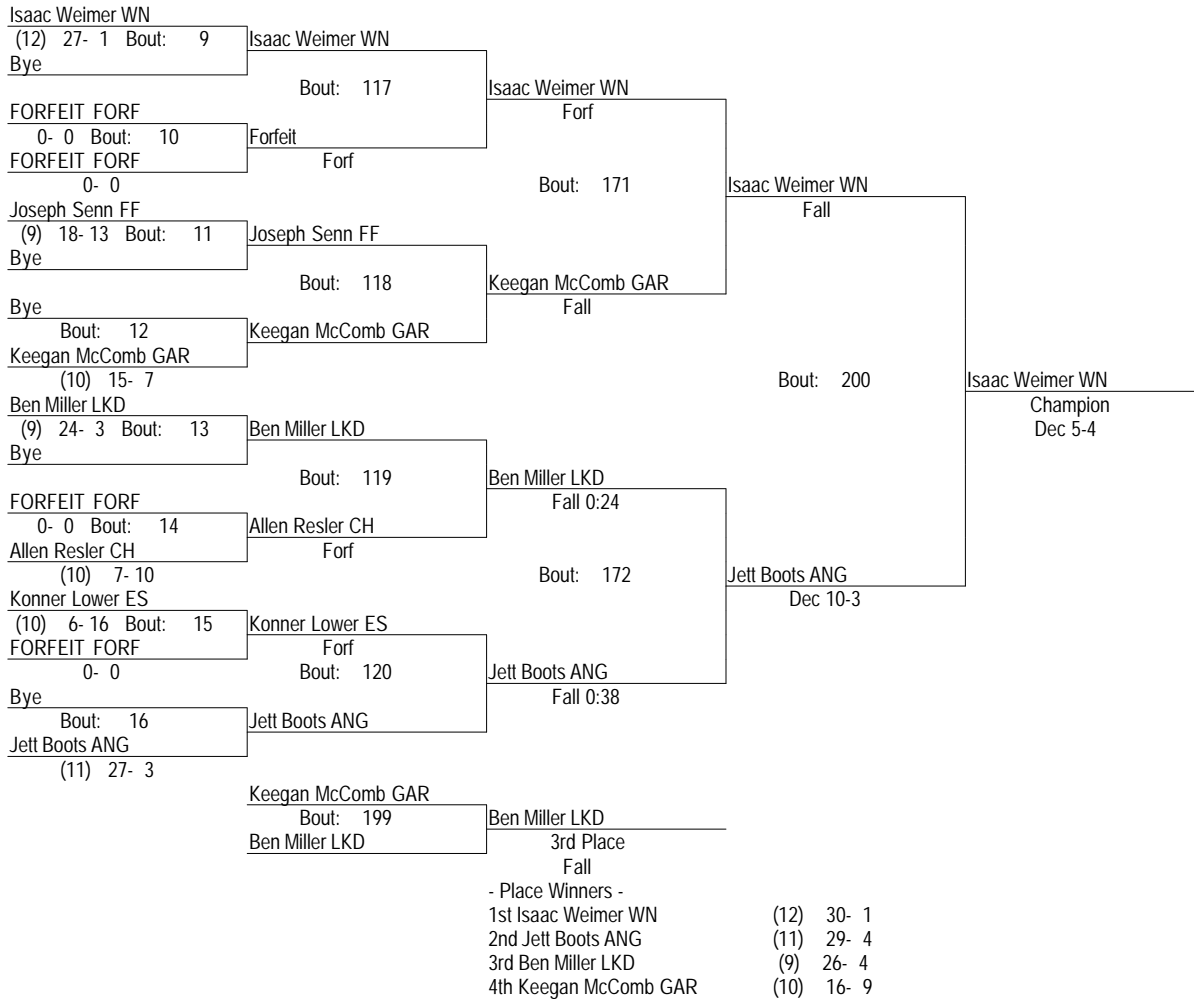 Isaac Weimer WN
(12) 27- 1 Bout: 9
Isaac Weimer WN
Bye
Bout: 117
Isaac Weimer WN
FORFEIT FORF
Forf
0- 0 Bout: 10
Forfeit
FORFEIT FORF
Forf
0- 0
Bout: 171
Isaac Weimer WN
Joseph Senn FF
Fall
(9) 18- 13 Bout: 11
Joseph Senn FF
Bye
Bout: 118
Keegan McComb GAR
Bye
Fall
Bout: 12
Keegan McComb GAR
Keegan McComb GAR
(10) 15- 7
Bout: 200
Isaac Weimer WN
Ben Miller LKD
Champion
(9) 24- 3 Bout: 13
Ben Miller LKD
Dec 5-4
Bye
Bout: 119
Ben Miller LKD
FORFEIT FORF
Fall 0:24
0- 0 Bout: 14
Allen Resler CH
Allen Resler CH
Forf
(10) 7- 10
Bout: 172
Jett Boots ANG
Konner Lower ES
Dec 10-3
(10) 6- 16 Bout: 15
Konner Lower ES
FORFEIT FORF
Forf
0- 0
Bout: 120
Jett Boots ANG
Bye
Fall 0:38
Bout: 16
Jett Boots ANG
Jett Boots ANG
(11) 27- 3
Keegan McComb GAR
Bout: 199
Ben Miller LKD
Ben Miller LKD
3rd Place
Fall
- Place Winners -
1st Isaac Weimer WN (12) 30- 1
2nd Jett Boots ANG (11) 29- 4
3rd Ben Miller LKD (9) 26- 4
4th Keegan McComb GAR (10) 16- 9